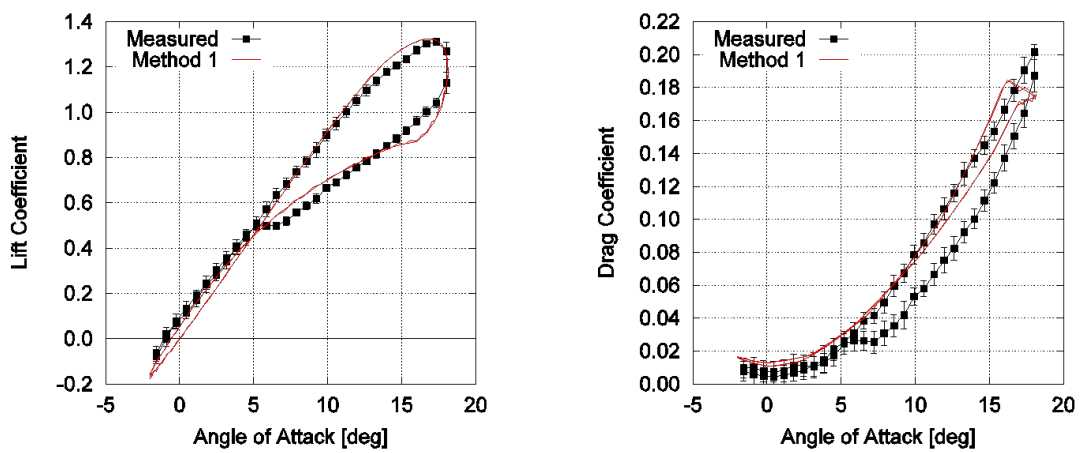 Measured
Method 1
1.4
1.2
1.0
0.8
0.6
0.4
0.2
0.0
-0.2
Lift Coefficient
-5 0 5 10 15 20
Angle of Attack [deg]
Measured
Method 1
0.22
0.20
0.18
0.16
0.14
0.12
0.10
0.08
0.06
0.04
0.02
0.00
Drag Coefficient
-5 0 5 10 15 20
Angle of Attack [deg]